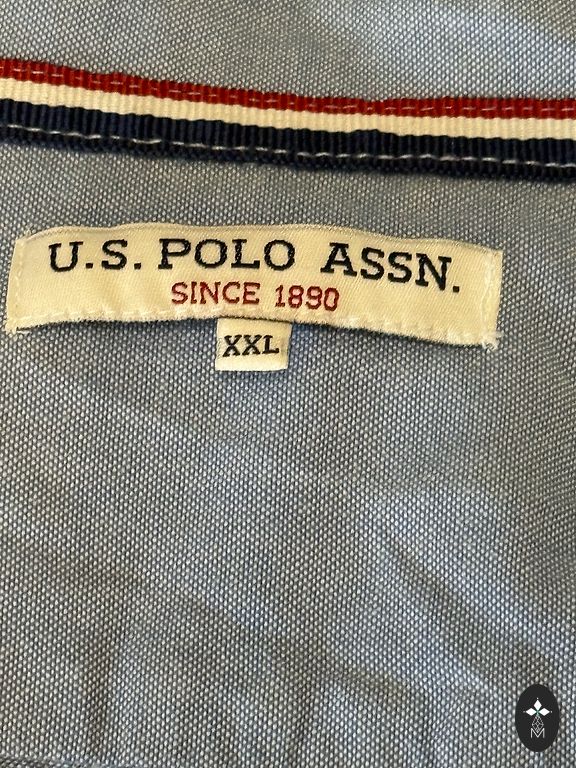 U.S. POLO ASSN.
SINCE 1890
XXL
M